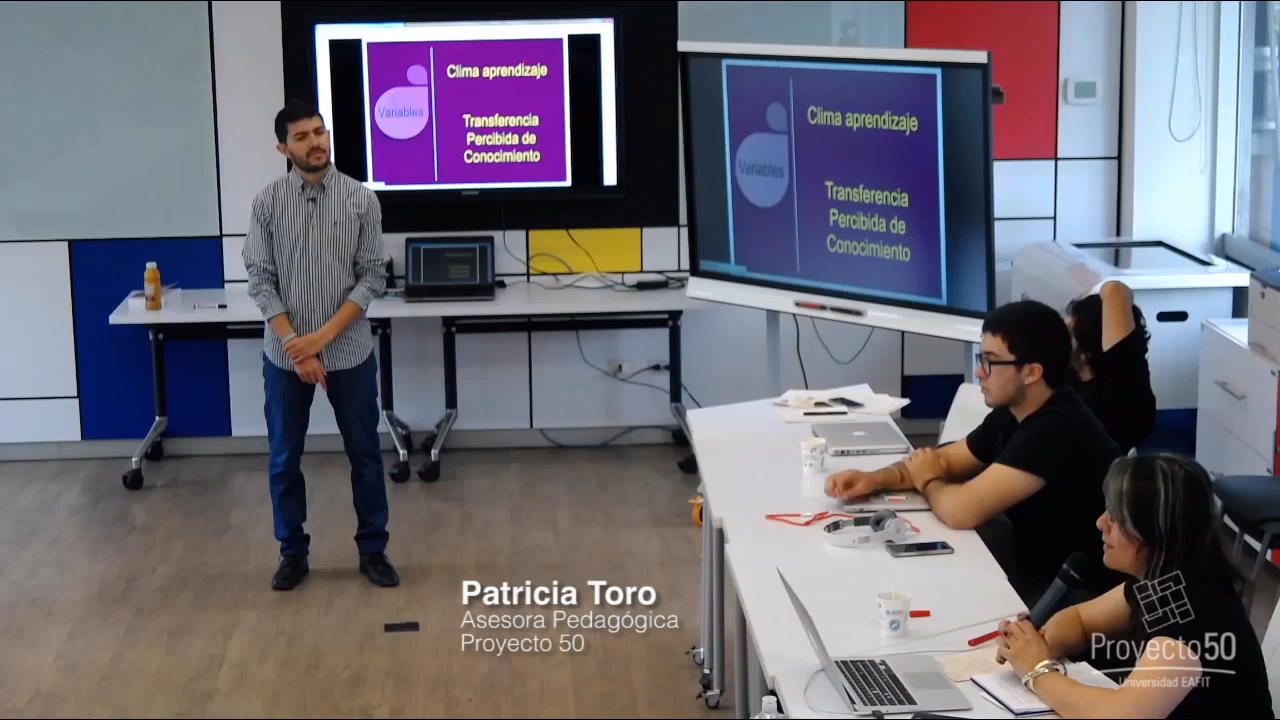 Variables
Clima aprendizaje
Transferencia
Percibida de
Conocimiento
Variables
Clima aprendizaje
Transferencia
Percibida de
Conocimiento
Patricia Toro
Asesora Pedagógica
Proyecto 50
Proyecto50
Universidad EAFIT